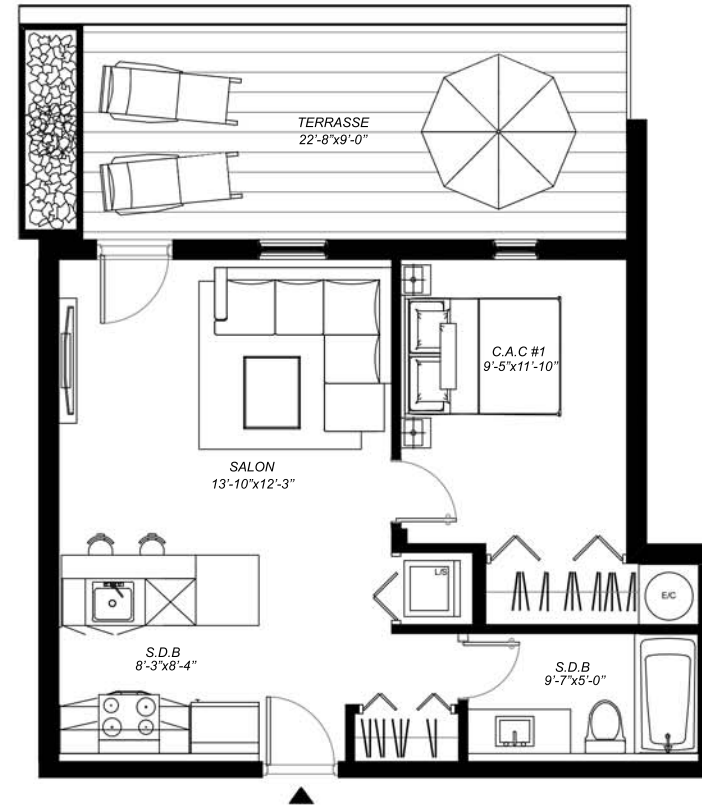 TERRASSE
22'-8"x9'-0"
C.A.C #1
9'-5"x11'-10"
SALON
13'-10"x12'-3"
L/S
E/C
S.D.B
8'-3"x8'-4"
S.D.B
9'-7"x5'-0"